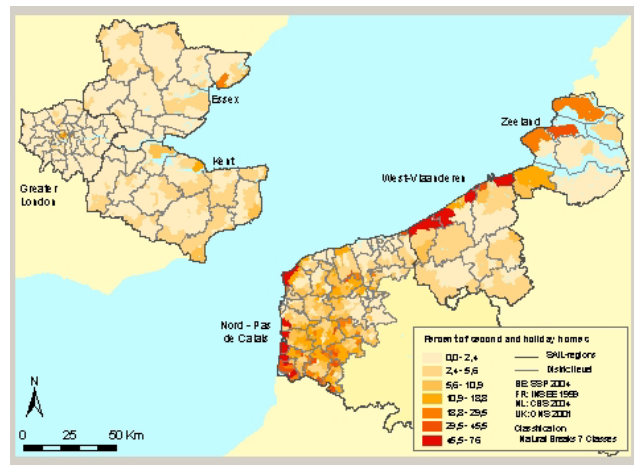 Essex
Zeeland
Kent
West-Vlaanderen
Greater
London
Nord - Pas
de Calais
Percent of second and holiday homes
0,0 - 2,4
2,4 - 5,6
5,6 - 10,9
10,9 - 18,8
18,8 - 29,5
29,5 - 45,5
45,5 - 76
SAIL-regions
District level
BE: SSP 2004
FR: INSEE 1999
NL: CBS 2004
UK: ONS 2001
Classification
Natural Breaks 7 Classes
N
0 25 50 Km